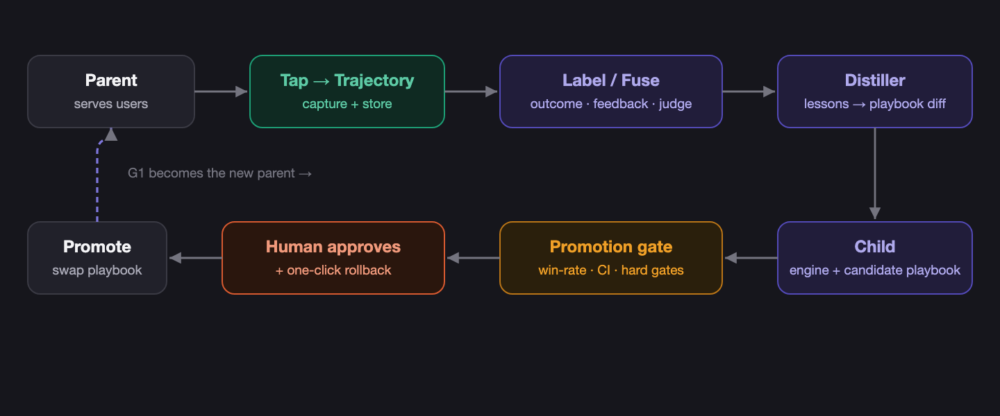 Parent
serves users
Tap → Trajectory
capture + store
Label / Fuse
outcome · feedback · judge
Distiller
lessons → playbook diff
G1 becomes the new parent →
Promote
swap playbook
Human approves
+ one-click rollback
Promotion gate
win-rate · CI · hard gates
Child
engine + candidate playbook